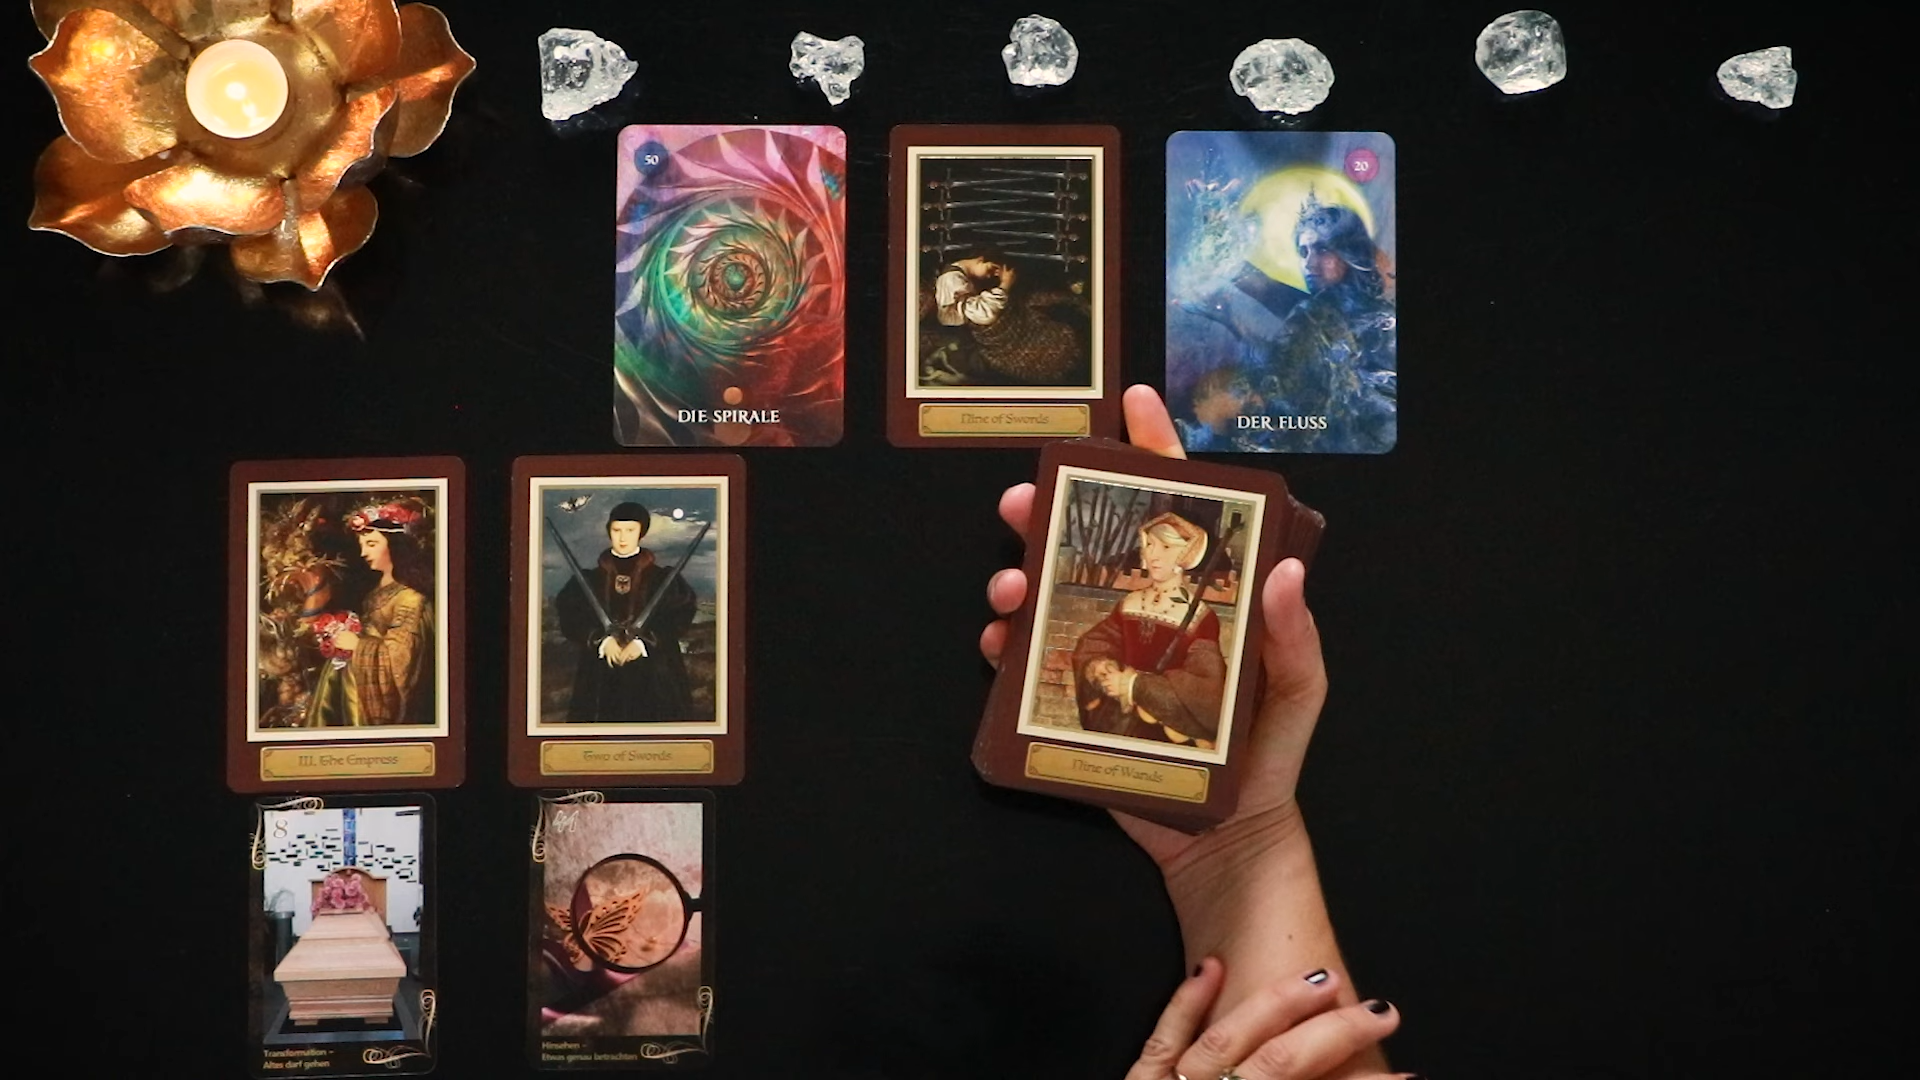 50
DIE SPIRALE
Nine of Swords
20
DER FLUSS
III. The Empress
Two of Swords
Nine of Wands
8
Transformation –
Altes darf gehen
41
Hinsehen –
Etwas genau betrachten